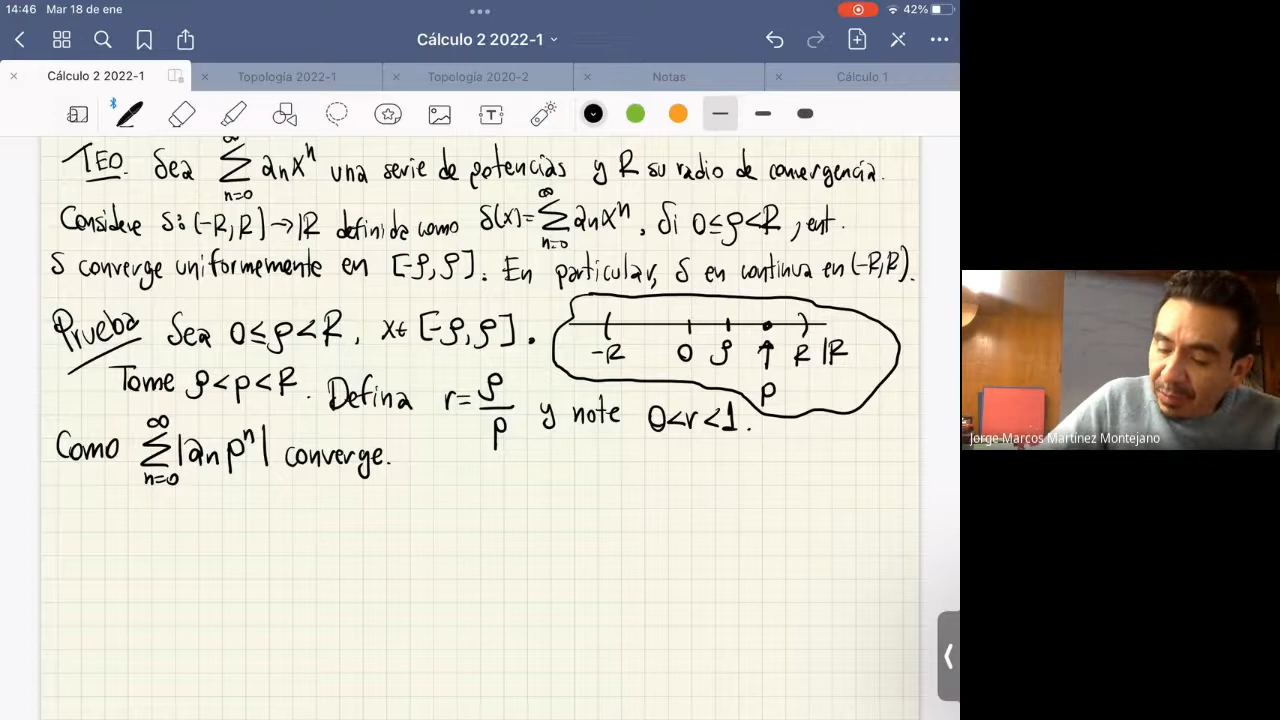 14:46 Mar 18 de ene
42%
Cálculo 2 2022-1
Cálculo 2 2022-1
Topología 2022-1
Topología 2020-2
Notas
Cálculo 1
TEO. Sea ∑_{n=0}^{∞} a_n x^n una serie de potencias y R su radio de convergencia.
Considere S: (-R,R) → ℝ definida como S(x) = ∑_{n=0}^{∞} a_n x^n. Si 0 ≤ ρ < R, ent.
S converge uniformemente en [-ρ, ρ]. En particular, S en continua en (-R,R).
Prueba Sea 0 ≤ ρ < R, x ∈ [-ρ, ρ].
-R 0 ρ ↑ R ℝ
p
Tome ρ < p < R. Defina r = ρ/p y note 0 < r < 1.
Como ∑_{n=0}^{∞} |a_n p^n| converge.
Jorge Marcos Martinez Montejano